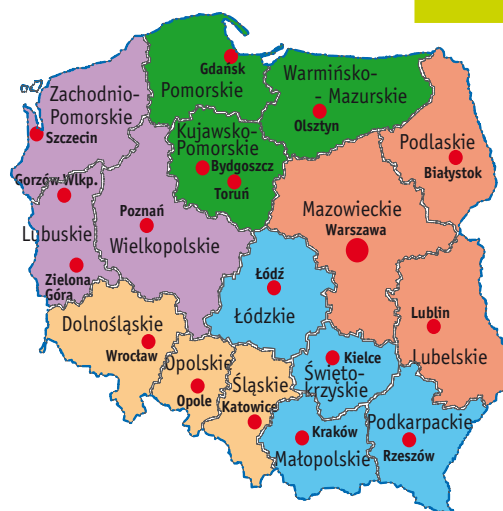 Gdańsk
Pomorskie
Warmińsko-
- Mazurskie
Olsztyn
Zachodnio-
Pomorskie
Szczecin
Kujawsko-
Pomorskie
Bydgoszcz
Toruń
Podlaskie
Białystok
Gorzów Wlkp.
Lubuskie
Zielona
Góra
Poznań
Wielkopolskie
Mazowieckie
Warszawa
Łódź
Łódzkie
Lublin
Lubelskie
Dolnośląskie
Wrocław
Opolskie
Opole
Śląskie
Katowice
Kielce
Święto-
krzyskie
Kraków
Małopolskie
Podkarpackie
Rzeszów